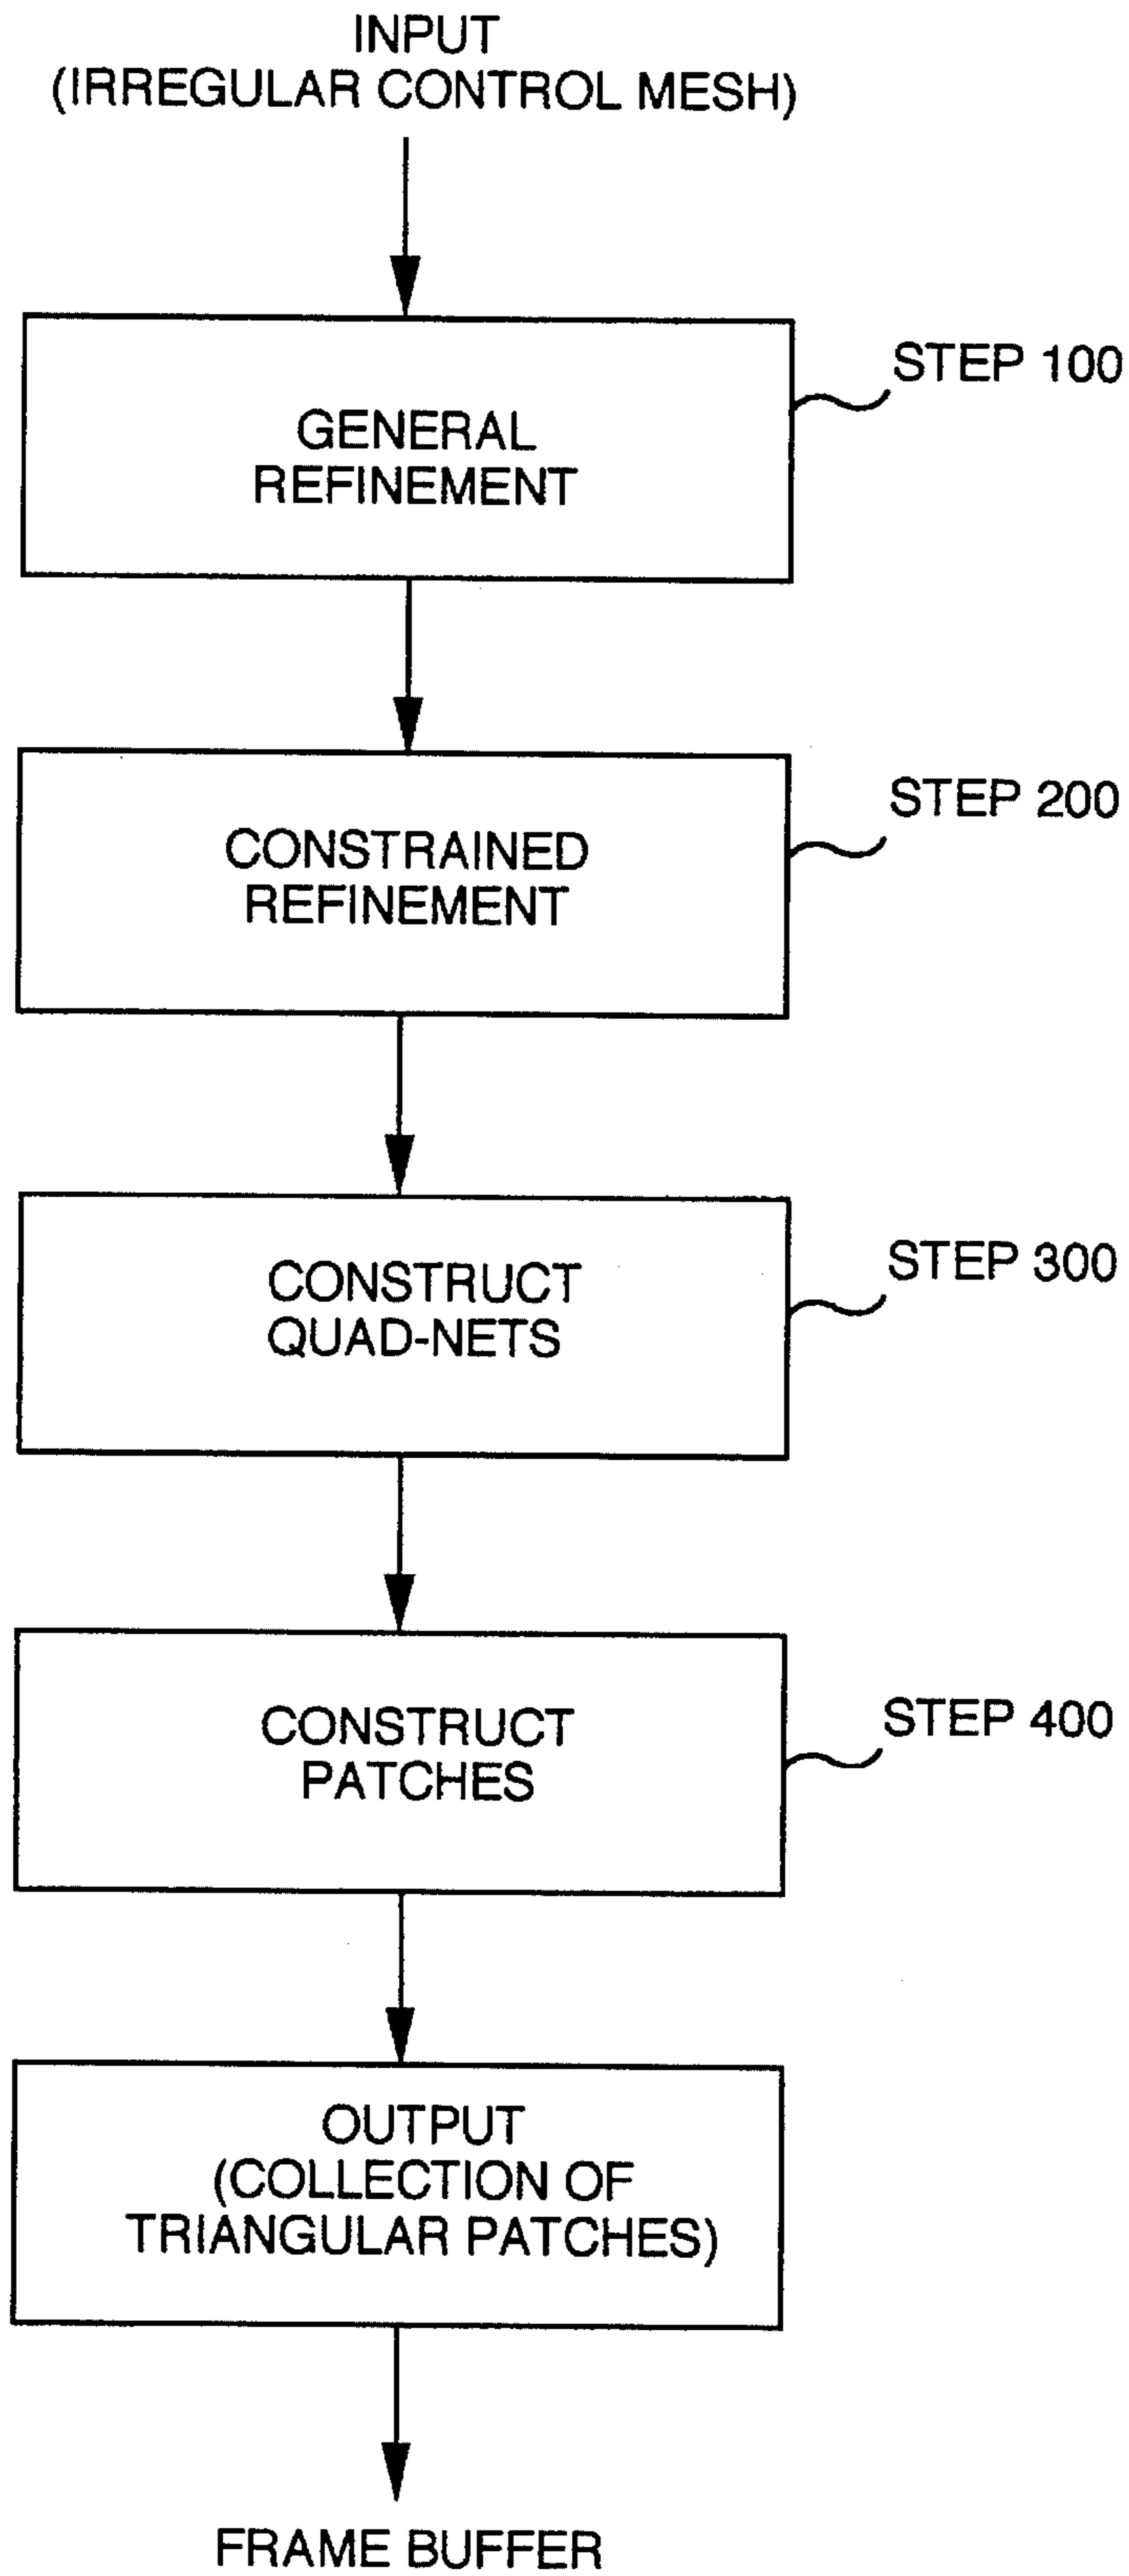 INPUT
(IRREGULAR CONTROL MESH)
STEP 100
GENERAL
REFINEMENT
STEP 200
CONSTRAINED
REFINEMENT
STEP 300
CONSTRUCT
QUAD-NETS
STEP 400
CONSTRUCT
PATCHES
OUTPUT
(COLLECTION OF
TRIANGULAR PATCHES)
FRAME BUFFER